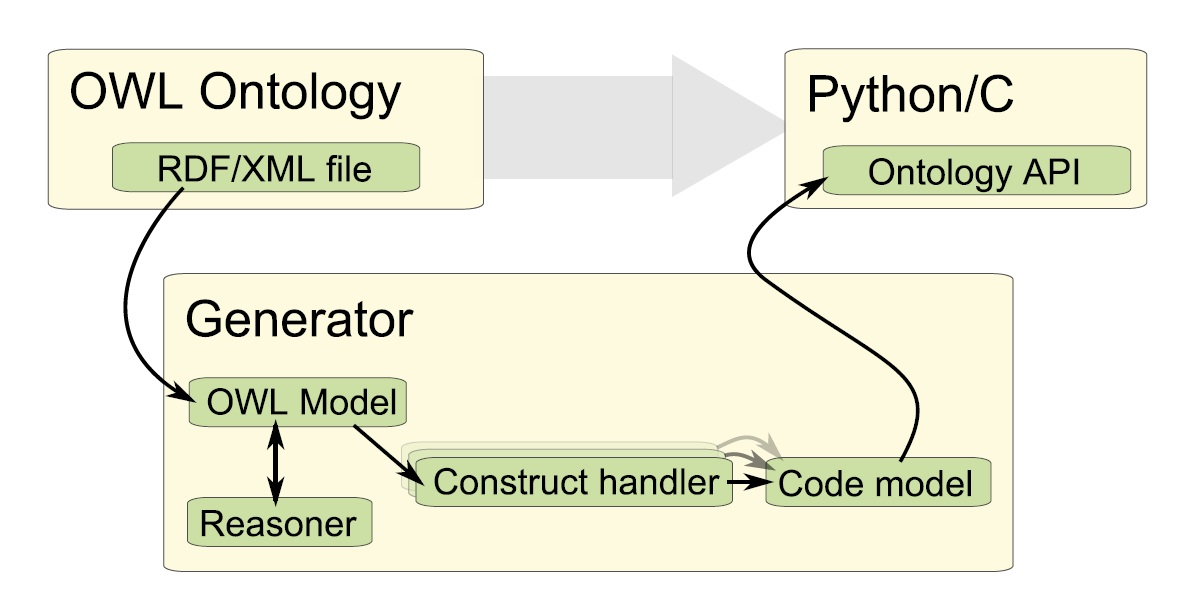 OWL Ontology
RDF/XML file
Python/C
Ontology API
Generator
OWL Model
Construct handler
Code model
Reasoner